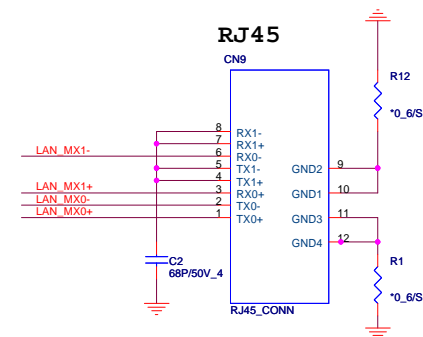 RJ45
CN9
R12
*0_6/S
8 RX1-
7 RX1+
LAN_MX1- 6 RX0-
5 TX1-
4 TX1+
LAN_MX1+ 3 RX0+
LAN_MX0- 2 TX0-
LAN_MX0+ 1 TX0+
GND2 9
GND1 10
GND3 11
GND4 12
C2
68P/50V_4
R1
*0_6/S
RJ45_CONN